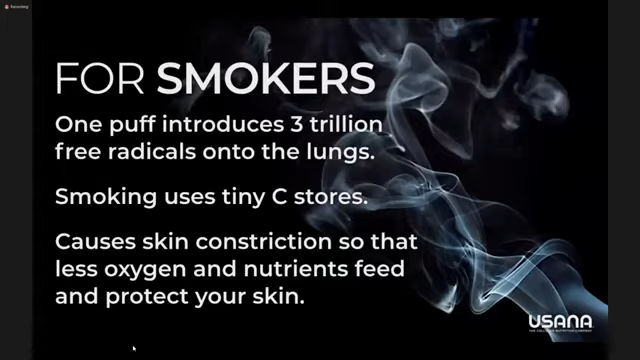 Recording
FOR SMOKERS
One puff introduces 3 trillion
free radicals onto the lungs.
Smoking uses tiny C stores.
Causes skin constriction so that
less oxygen and nutrients feed
and protect your skin.
USANA